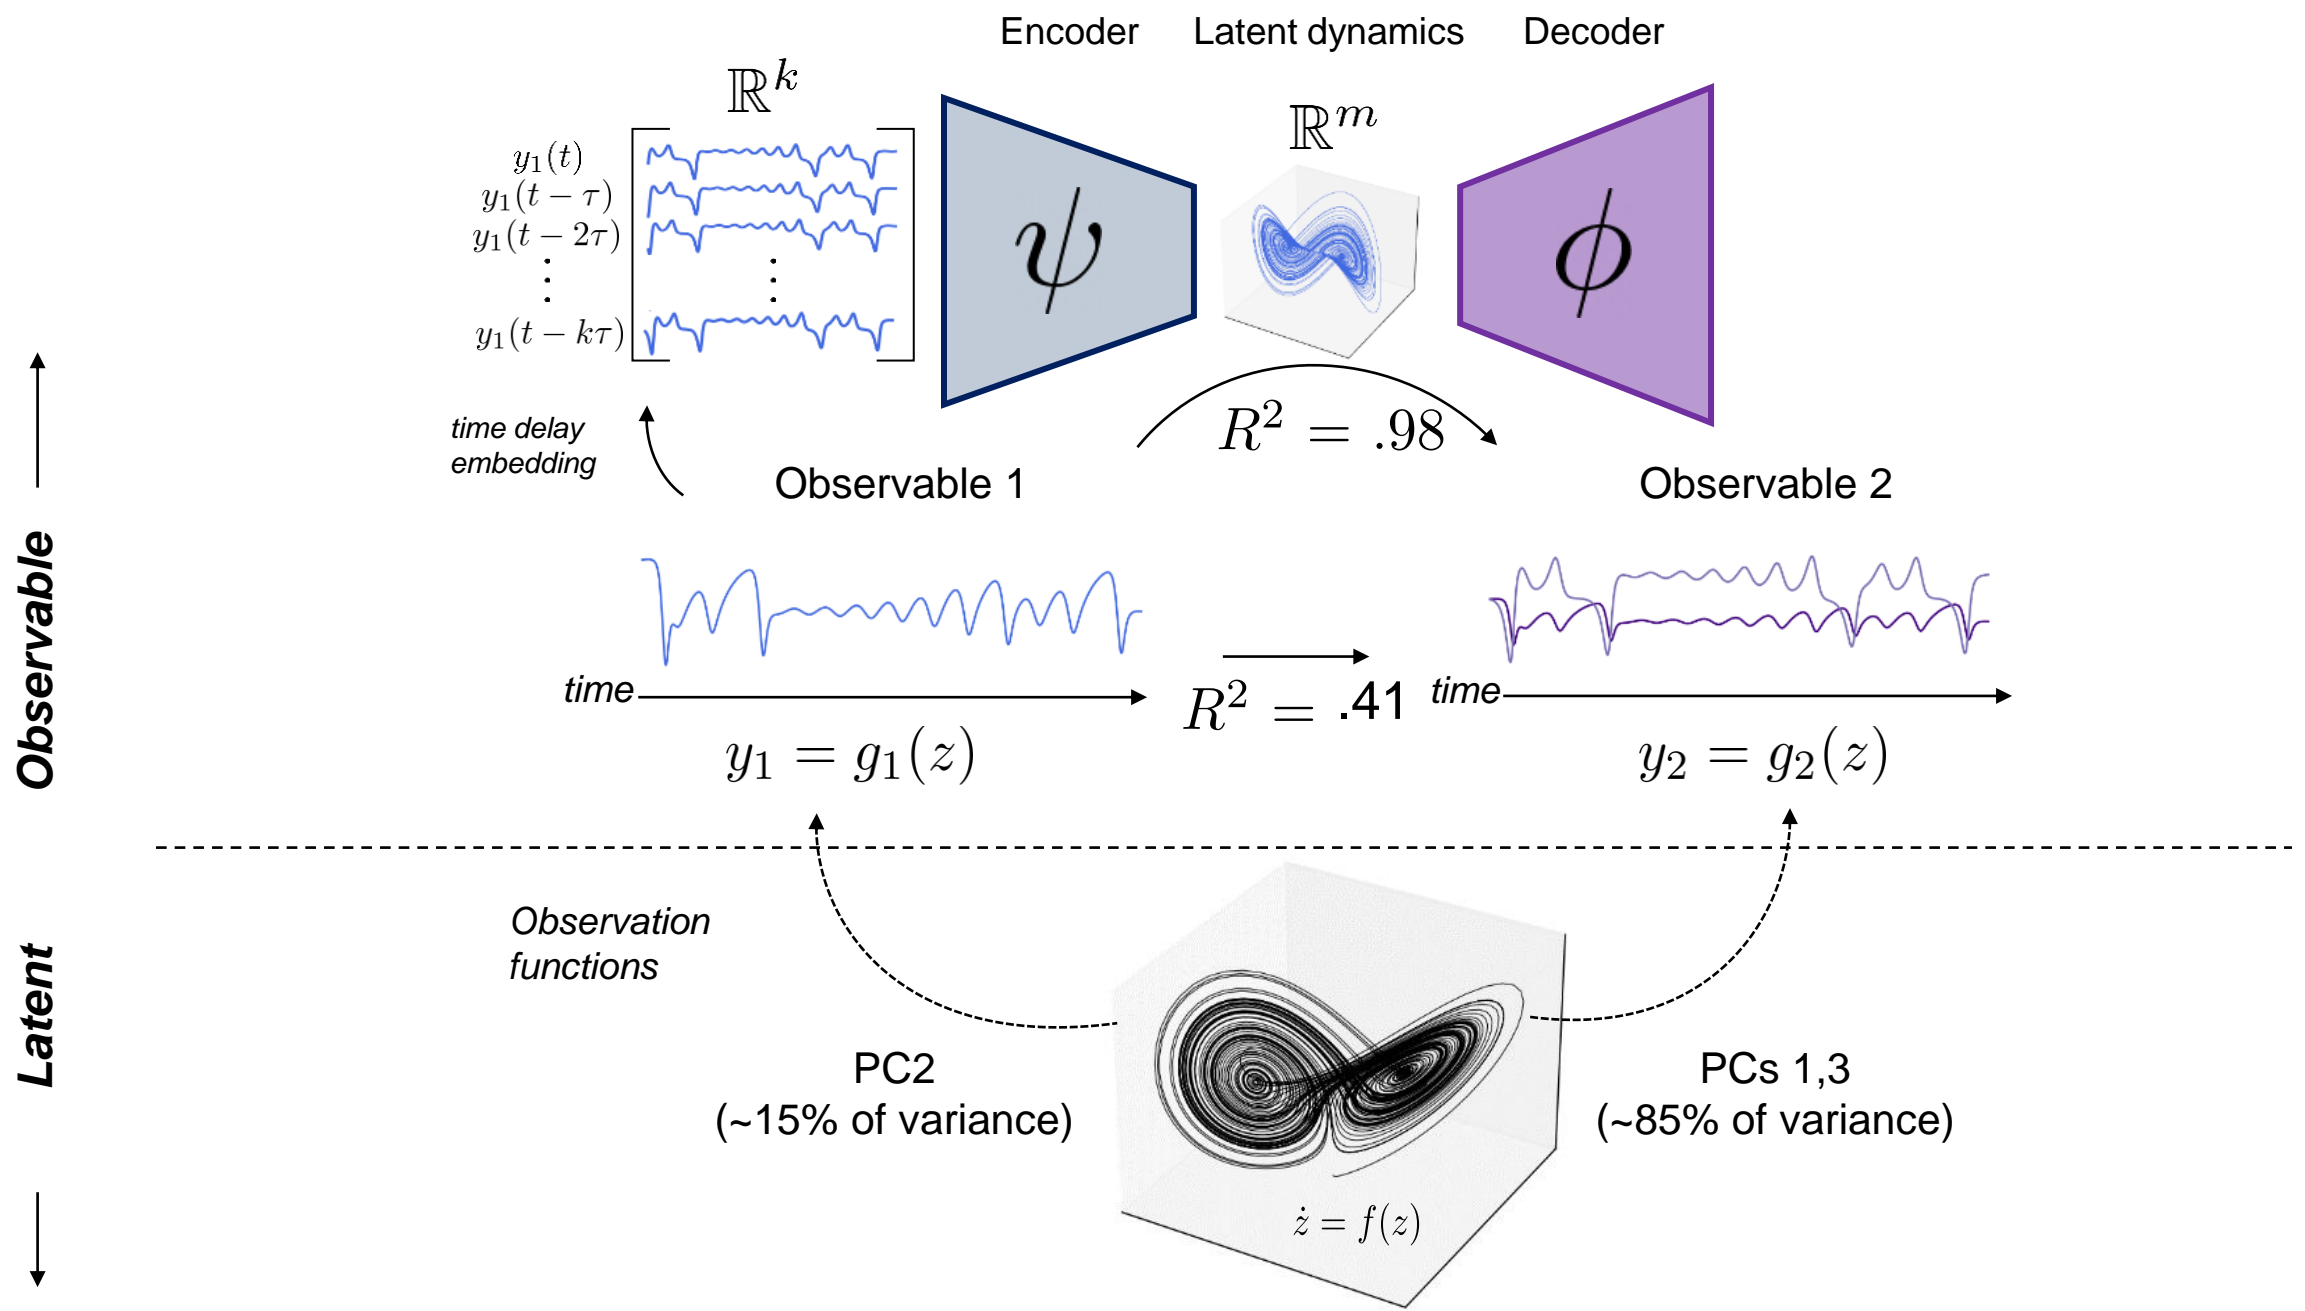 Encoder
Latent dynamics
Decoder
ℝ^k
ℝ^m
y₁(t)
y₁(t − τ)
y₁(t − 2τ)
⋮
⋮
y₁(t − kτ)
ψ
ϕ
time delay
embedding
R² = .98
Observable 1
Observable 2
time
R² = .41
time
y₁ = g₁(z)
y₂ = g₂(z)
Observable
Latent
Observation
functions
PC2
(~15% of variance)
PCs 1,3
(~85% of variance)
ż = f(z)